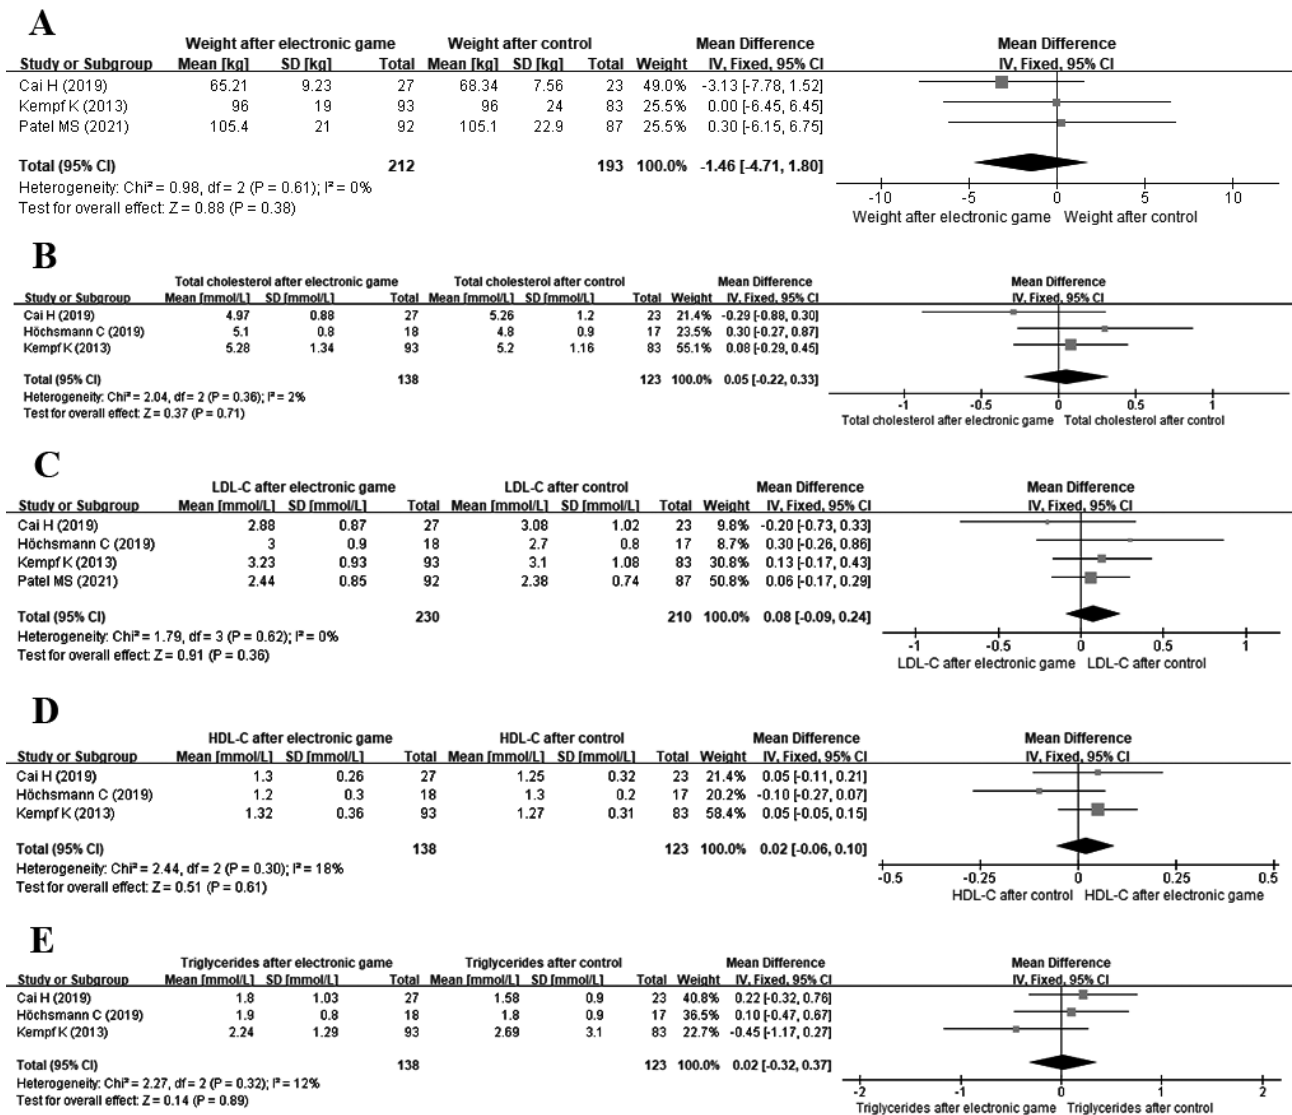 A
Weight after electronic game Weight after control Mean Difference Mean Difference
Study or Subgroup Mean [kg] SD [kg] Total Mean [kg] SD [kg] Total Weight IV, Fixed, 95% CI IV, Fixed, 95% CI
Cai H (2019) 65.21 9.23 27 68.34 7.56 23 49.0% -3.13 [-7.78, 1.52]
Kempf K (2013) 96 19 93 96 24 83 25.5% 0.00 [-6.45, 6.45]
Patel MS (2021) 105.4 21 92 105.1 22.9 87 25.5% 0.30 [-6.15, 6.75]
Total (95% CI) 212 193 100.0% -1.46 [-4.71, 1.80]
Heterogeneity: Chi² = 0.98, df = 2 (P = 0.61); I² = 0%
Test for overall effect: Z = 0.88 (P = 0.38)
-10 -5 0 5 10
Weight after electronic game Weight after control
B
Total cholesterol after electronic game Total cholesterol after control Mean Difference Mean Difference
Study or Subgroup Mean [mmol/L] SD [mmol/L] Total Mean [mmol/L] SD [mmol/L] Total Weight IV, Fixed, 95% CI IV, Fixed, 95% CI
Cai H (2019) 4.97 0.88 27 5.26 1.2 23 21.4% -0.29 [-0.88, 0.30]
Höchsmann C (2019) 5.1 0.8 18 4.8 0.9 17 23.5% 0.30 [-0.27, 0.87]
Kempf K (2013) 5.28 1.34 93 5.2 1.16 83 55.1% 0.08 [-0.29, 0.45]
Total (95% CI) 138 123 100.0% 0.05 [-0.22, 0.33]
Heterogeneity: Chi² = 2.04, df = 2 (P = 0.36); I² = 2%
Test for overall effect: Z = 0.37 (P = 0.71)
-1 -0.5 0 0.5 1
Total cholesterol after electronic game Total cholesterol after control
C
LDL-C after electronic game LDL-C after control Mean Difference Mean Difference
Study or Subgroup Mean [mmol/L] SD [mmol/L] Total Mean [mmol/L] SD [mmol/L] Total Weight IV, Fixed, 95% CI IV, Fixed, 95% CI
Cai H (2019) 2.88 0.87 27 3.08 1.02 23 9.8% -0.20 [-0.73, 0.33]
Höchsmann C (2019) 3 0.9 18 2.7 0.8 17 8.7% 0.30 [-0.26, 0.86]
Kempf K (2013) 3.23 0.93 93 3.1 1.08 83 30.8% 0.13 [-0.17, 0.43]
Patel MS (2021) 2.44 0.85 92 2.38 0.74 87 50.8% 0.06 [-0.17, 0.29]
Total (95% CI) 230 210 100.0% 0.08 [-0.09, 0.24]
Heterogeneity: Chi² = 1.79, df = 3 (P = 0.62); I² = 0%
Test for overall effect: Z = 0.91 (P = 0.36)
-1 -0.5 0 0.5 1
LDL-C after electronic game LDL-C after control
D
HDL-C after electronic game HDL-C after control Mean Difference Mean Difference
Study or Subgroup Mean [mmol/L] SD [mmol/L] Total Mean [mmol/L] SD [mmol/L] Total Weight IV, Fixed, 95% CI IV, Fixed, 95% CI
Cai H (2019) 1.3 0.26 27 1.25 0.32 23 21.4% 0.05 [-0.11, 0.21]
Höchsmann C (2019) 1.2 0.3 18 1.3 0.2 17 20.2% -0.10 [-0.27, 0.07]
Kempf K (2013) 1.32 0.36 93 1.27 0.31 83 58.4% 0.05 [-0.05, 0.15]
Total (95% CI) 138 123 100.0% 0.02 [-0.06, 0.10]
Heterogeneity: Chi² = 2.44, df = 2 (P = 0.30); I² = 18%
Test for overall effect: Z = 0.51 (P = 0.61)
-0.5 -0.25 0 0.25 0.5
HDL-C after control HDL-C after electronic game
E
Triglycerides after electronic game Triglycerides after control Mean Difference Mean Difference
Study or Subgroup Mean [mmol/L] SD [mmol/L] Total Mean [mmol/L] SD [mmol/L] Total Weight IV, Fixed, 95% CI IV, Fixed, 95% CI
Cai H (2019) 1.8 1.03 27 1.58 0.9 23 40.8% 0.22 [-0.32, 0.76]
Höchsmann C (2019) 1.9 0.8 18 1.8 0.9 17 36.5% 0.10 [-0.47, 0.67]
Kempf K (2013) 2.24 1.29 93 2.69 3.1 83 22.7% -0.45 [-1.17, 0.27]
Total (95% CI) 138 123 100.0% 0.02 [-0.32, 0.37]
Heterogeneity: Chi² = 2.27, df = 2 (P = 0.32); I² = 12%
Test for overall effect: Z = 0.14 (P = 0.89)
-2 -1 0 1 2
Triglycerides after electronic game Triglycerides after control